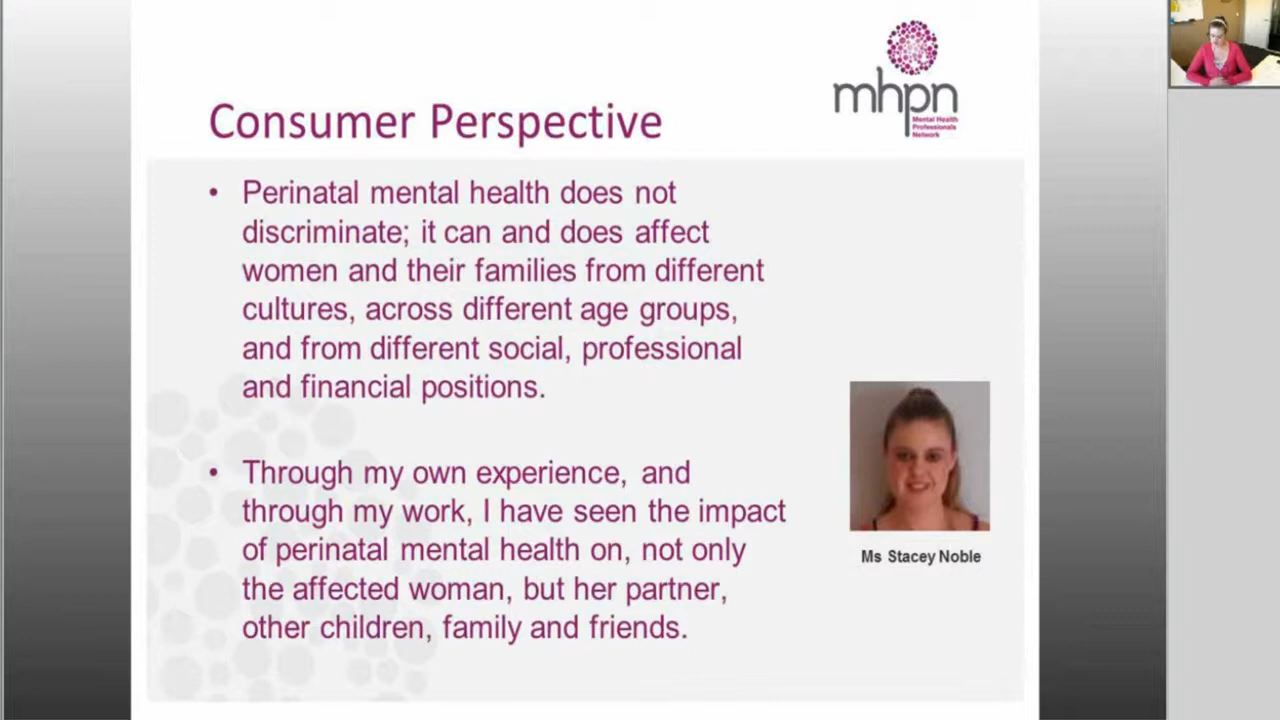 mhpn
Mental Health
Professionals
Network
Consumer Perspective
• Perinatal mental health does not
discriminate; it can and does affect
women and their families from different
cultures, across different age groups,
and from different social, professional
and financial positions.
• Through my own experience, and
through my work, I have seen the impact
of perinatal mental health on, not only
the affected woman, but her partner,
other children, family and friends.
Ms Stacey Noble